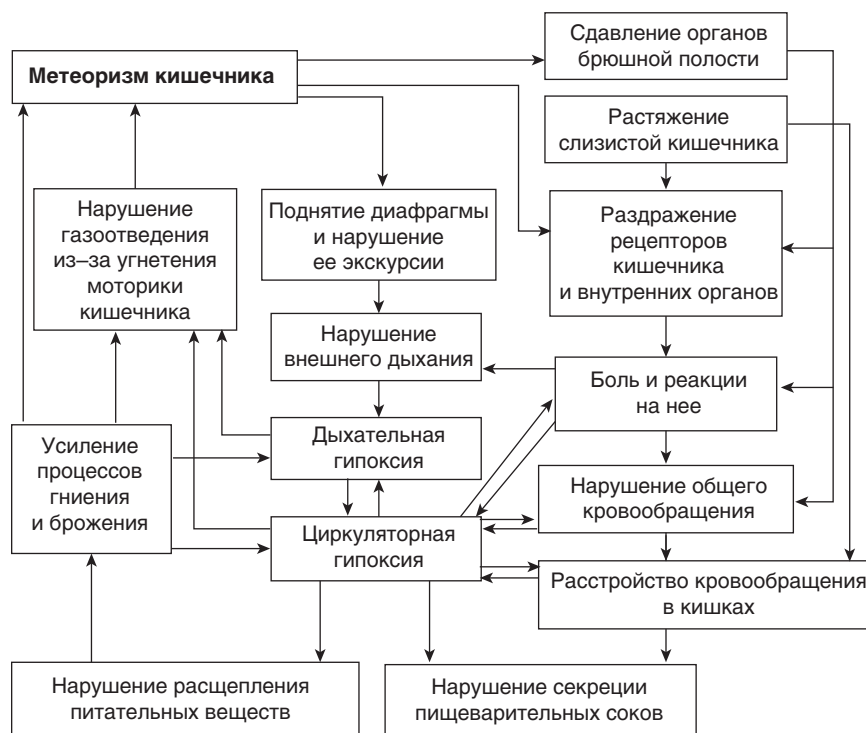 Сдавление органов
брюшной полости
Метеоризм кишечника
Растяжение
слизистой кишечника
Нарушение
газоотведения
из–за угнетения
моторики
кишечника
Поднятие диафрагмы
и нарушение
ее экскурсии
Раздражение
рецепторов
кишечника
и внутренних органов
Нарушение
внешнего дыхания
Боль и реакции
на нее
Усиление
процессов
гниения
и брожения
Дыхательная
гипоксия
Нарушение общего
кровообращения
Циркуляторная
гипоксия
Расстройство кровообращения
в кишках
Нарушение расщепления
питательных веществ
Нарушение секреции
пищеварительных соков